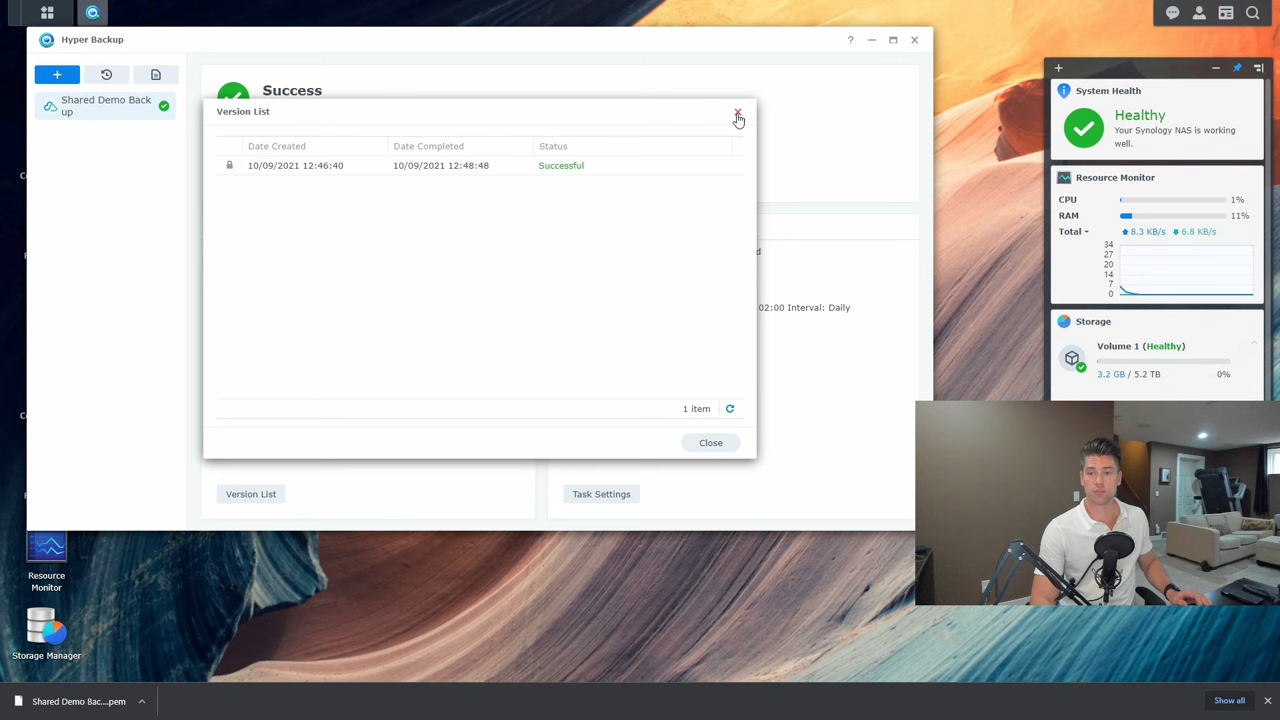 Hyper Backup
?
+
Shared Demo Back
up
Success
Version List
Date Created
Date Completed
Status
10/09/2021 12:46:40
10/09/2021 12:48:48
Successful
d
02:00 Interval: Daily
1 item
Close
Version List
Task Settings
+
System Health
Healthy
Your Synology NAS is working
well.
Resource Monitor
CPU
1%
RAM
11%
Total
8.3 KB/s
6.8 KB/s
34
27
20
14
7
0
Storage
Volume 1 (Healthy)
3.2 GB / 5.2 TB
0%
Resource
Monitor
Storage Manager
Shared Demo Bac....pem
Show all